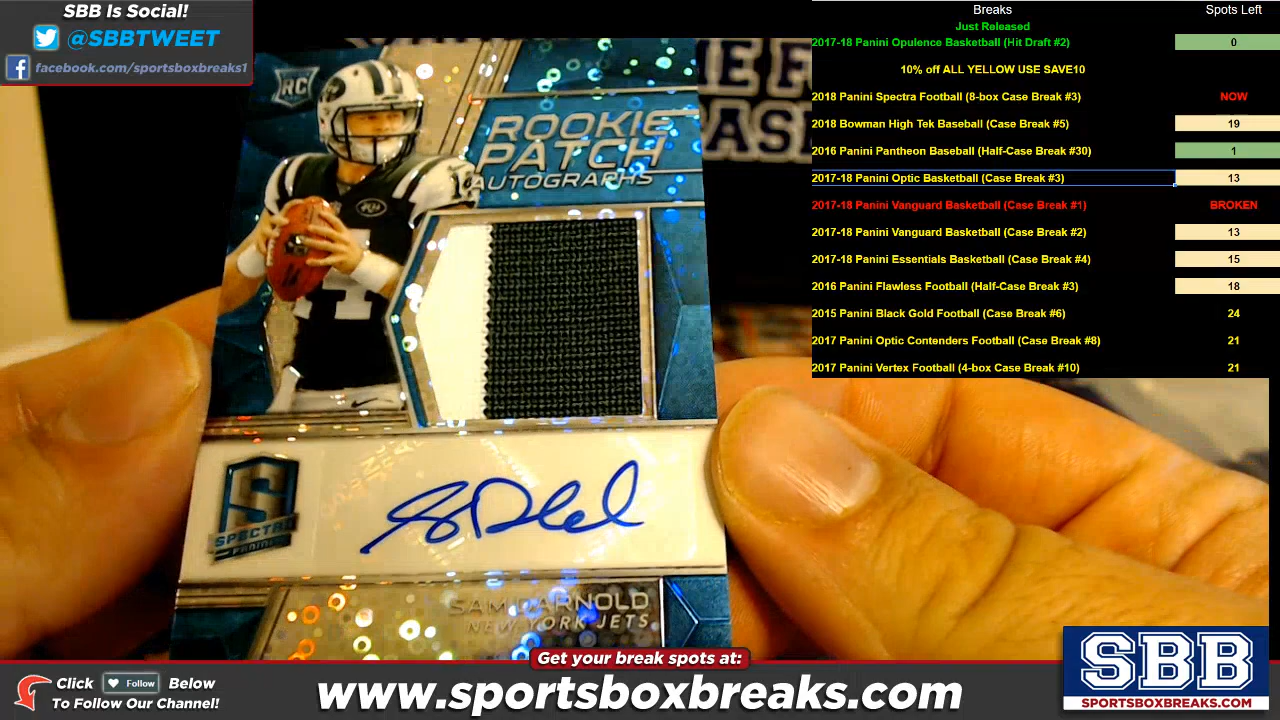 SBB Is Social!
@SBBTWEET
facebook.com/sportsboxbreaks1
RC
ROOKIE
PATCH
AUTOGRAPHS
SPECTRA
PANINI
SAM DARNOLD
NEW YORK JETS
Breaks Spots Left
Just Released
2017-18 Panini Opulence Basketball (Hit Draft #2) 0
10% off ALL YELLOW USE SAVE10
2018 Panini Spectra Football (8-box Case Break #3) NOW
2018 Bowman High Tek Baseball (Case Break #5) 19
2016 Panini Pantheon Baseball (Half-Case Break #30) 1
2017-18 Panini Optic Basketball (Case Break #3) 13
2017-18 Panini Vanguard Basketball (Case Break #1) BROKEN
2017-18 Panini Vanguard Basketball (Case Break #2) 13
2017-18 Panini Essentials Basketball (Case Break #4) 15
2016 Panini Flawless Football (Half-Case Break #3) 18
2015 Panini Black Gold Football (Case Break #6) 24
2017 Panini Optic Contenders Football (Case Break #8) 21
2017 Panini Vertex Football (4-box Case Break #10) 21
Get your break spots at:
Click Follow Below
To Follow Our Channel!
www.sportsboxbreaks.com
SBB
SPORTSBOXBREAKS.COM